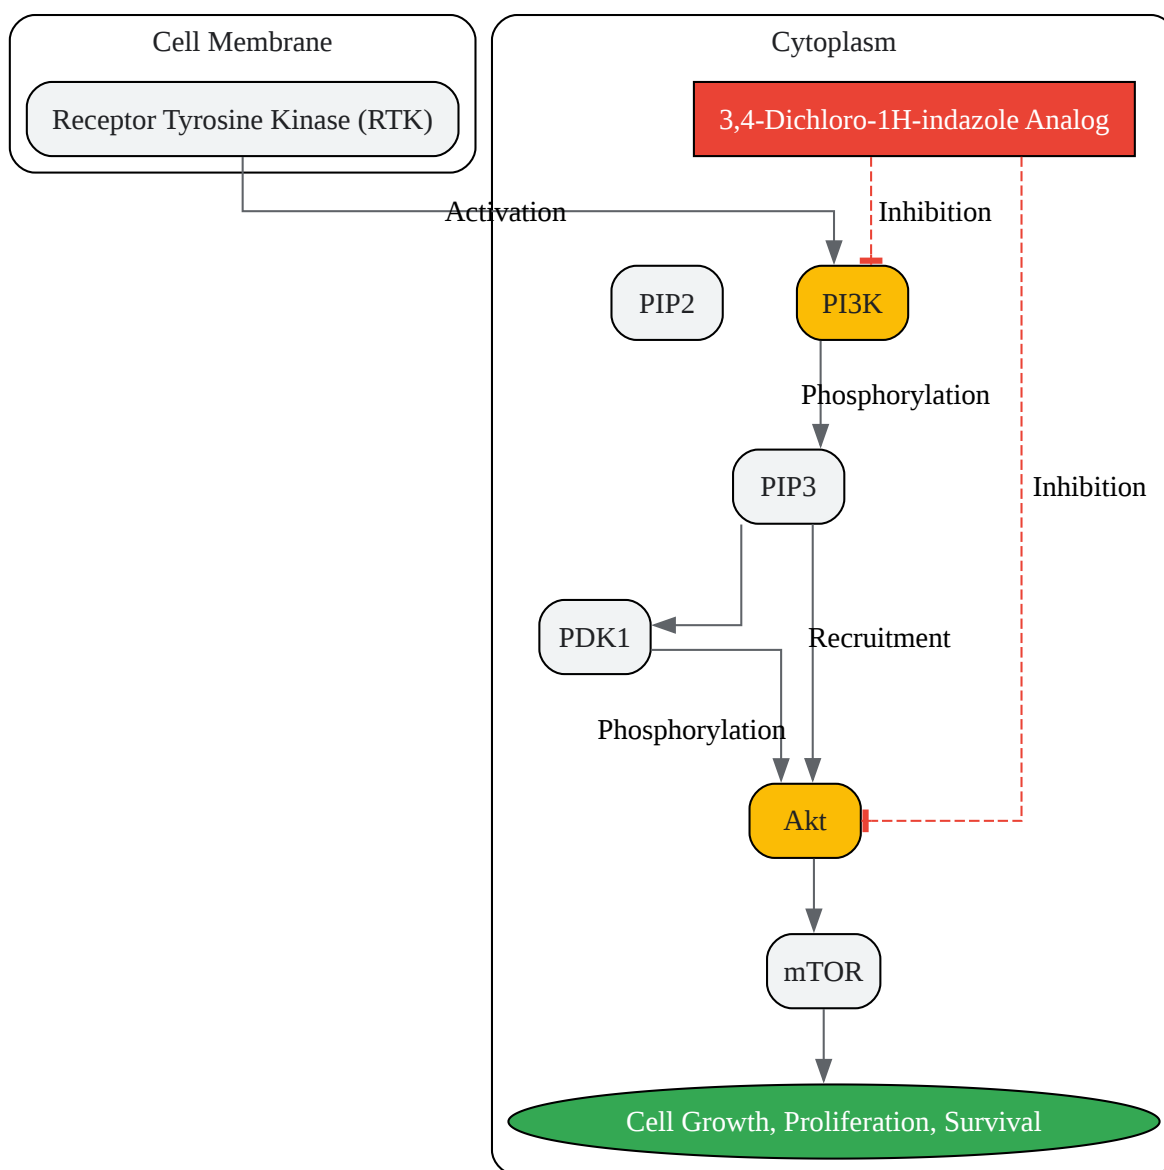 Cell Membrane
Cytoplasm
Receptor Tyrosine Kinase (RTK)
3,4-Dichloro-1H-indazole Analog
Activation
Inhibition
PIP2
PI3K
Phosphorylation
PIP3
Inhibition
PDK1
Recruitment
Phosphorylation
Akt
mTOR
Cell Growth, Proliferation, Survival